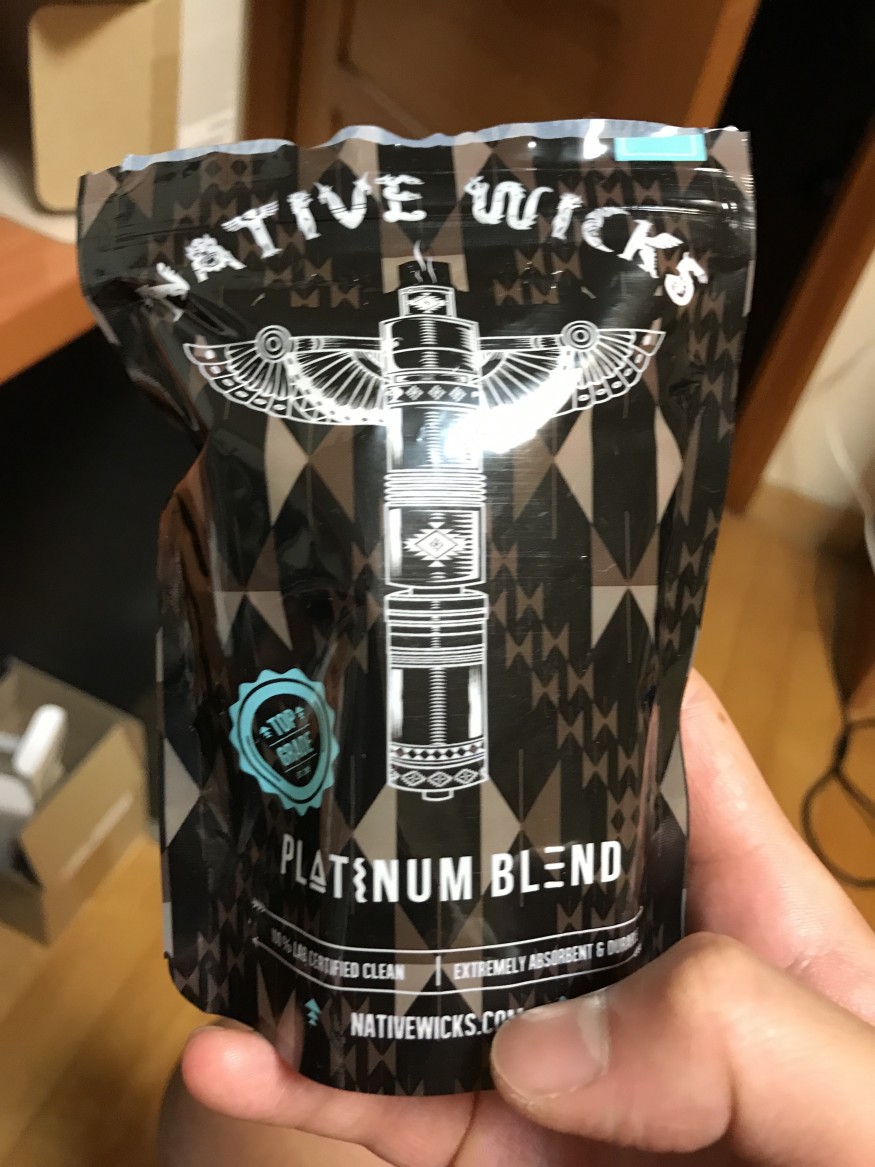 NATIVE WICKS
TOP
GRADE
PLATINUM BLEND
100% LAB CERTIFIED CLEAN | EXTREMELY ABSORBENT &
NATIVEWICKS.COM